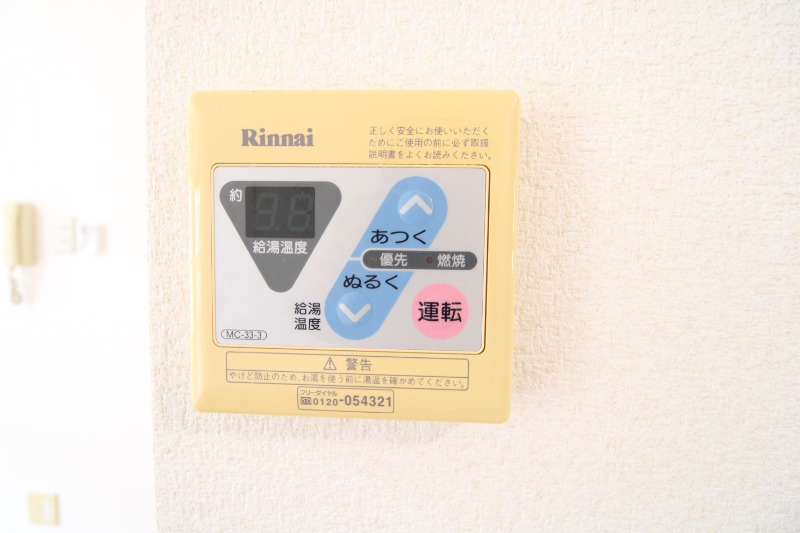 Rinnai
正しく安全にお使いいただく
ためにご使用の前に必ず取扱
説明書をよくお読みください。
約
給湯温度
あつく
優先 燃焼
ぬるく
給湯
温度
運転
MC-33-3
⚠ 警告
やけど防止のため、お湯を使う前に湯温を確かめてください。
フリーダイヤル
0120-054321